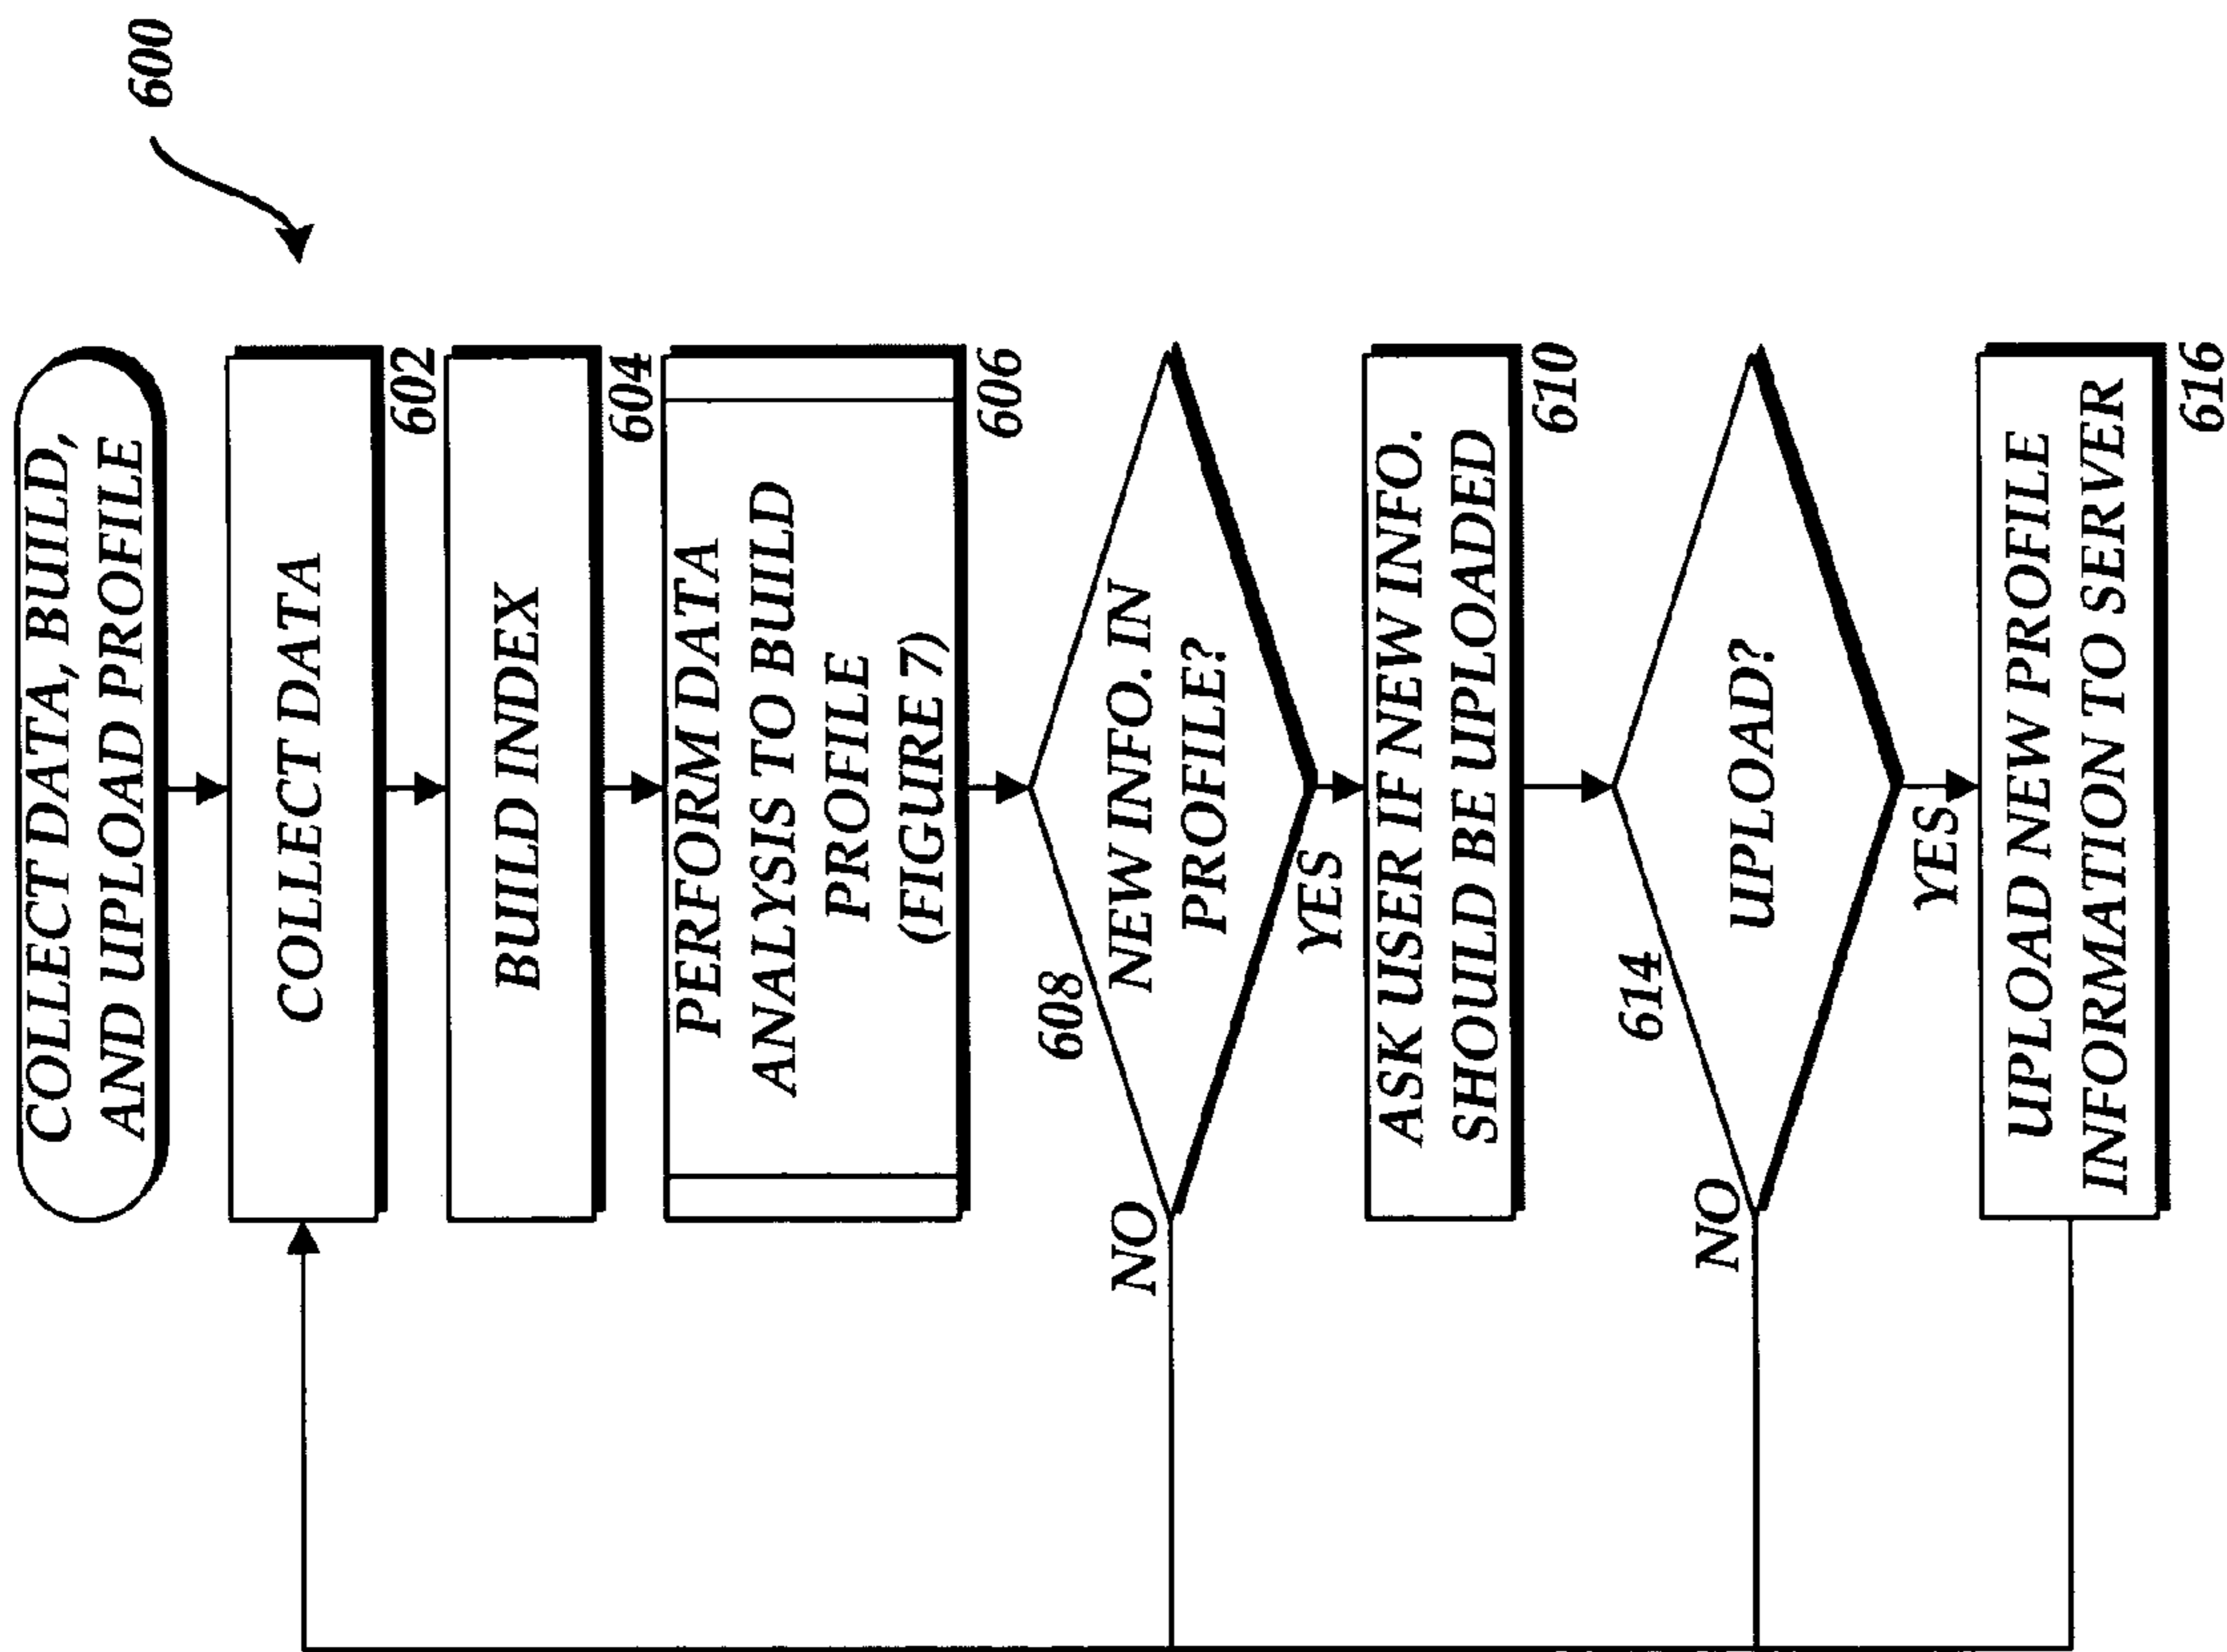 600
COLLECT DATA, BUILD,
AND UPLOAD PROFILE
COLLECT DATA
602
BUILD INDEX
604
PERFORM DATA
ANALYSIS TO BUILD
PROFILE
(FIGURE 7)
606
608
NEW INFO. IN
PROFILE?
NO
YES
ASK USER IF NEW INFO.
SHOULD BE UPLOADED
610
614
UPLOAD?
NO
YES
UPLOAD NEW PROFILE
INFORMATION TO SERVER
616